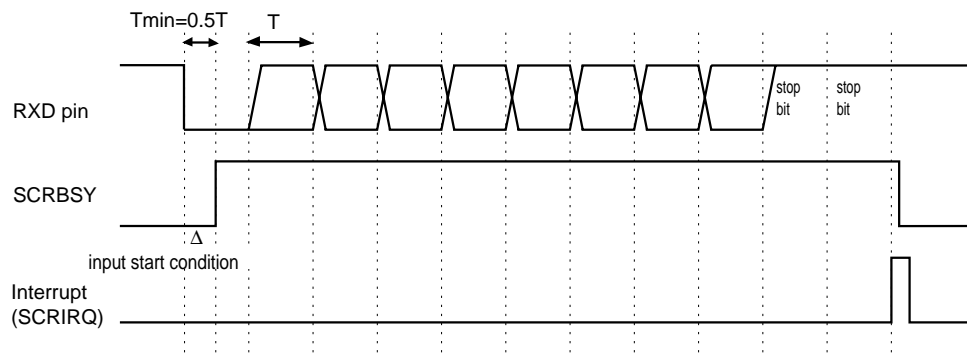 Tmin=0.5T
T
RXD pin
stop
bit
stop
bit
SCRBSY
Δ
input start condition
Interrupt
(SCRIRQ)